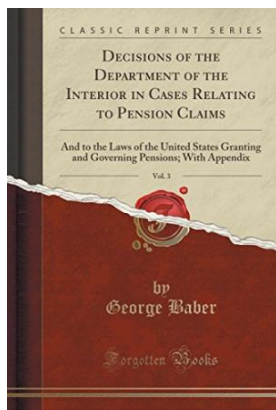 CLASSIC REPRINT SERIES
DECISIONS OF THE
DEPARTMENT OF THE
INTERIOR IN CASES RELATING
TO PENSION CLAIMS
And to the Laws of the United States Granting
and Governing Pensions; With Appendix
Vol. 3
by
George Baber
Forgotten Books